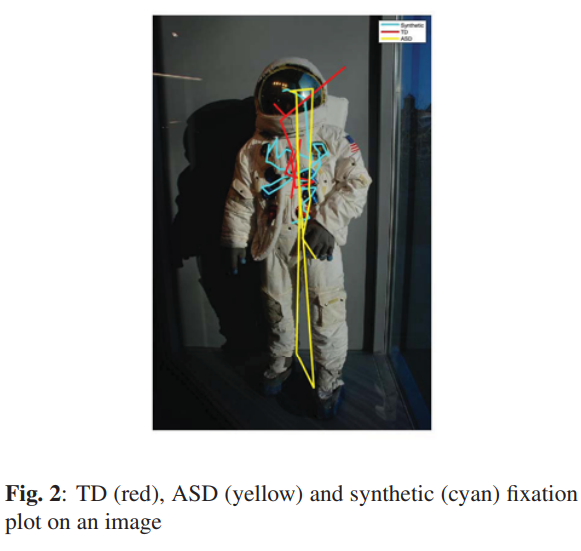 Synthetic
TD
ASD
Fig. 2: TD (red), ASD (yellow) and synthetic (cyan) fixation
plot on an image